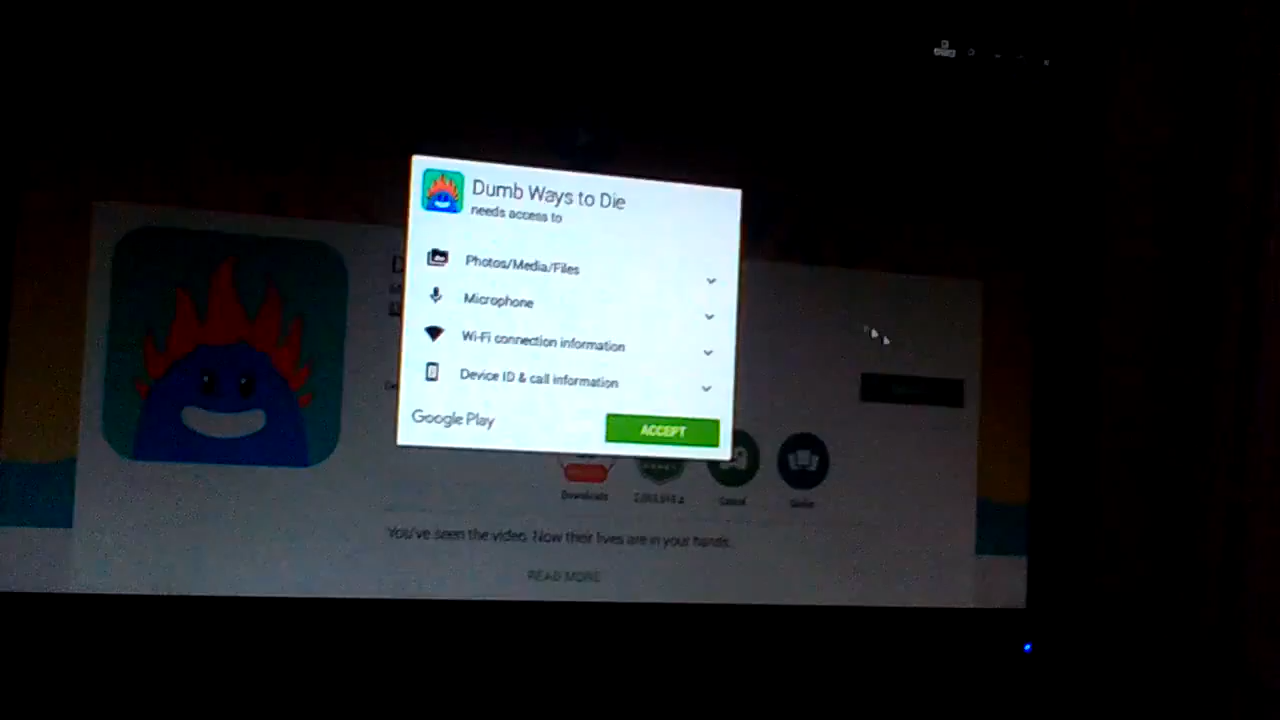 Dumb Ways to Die
needs access to
Photos/Media/Files
Microphone
Wi-Fi connection information
Device ID & call information
Google Play
ACCEPT
Downloads
You've seen the video. Now their lives are in your hands.
READ MORE